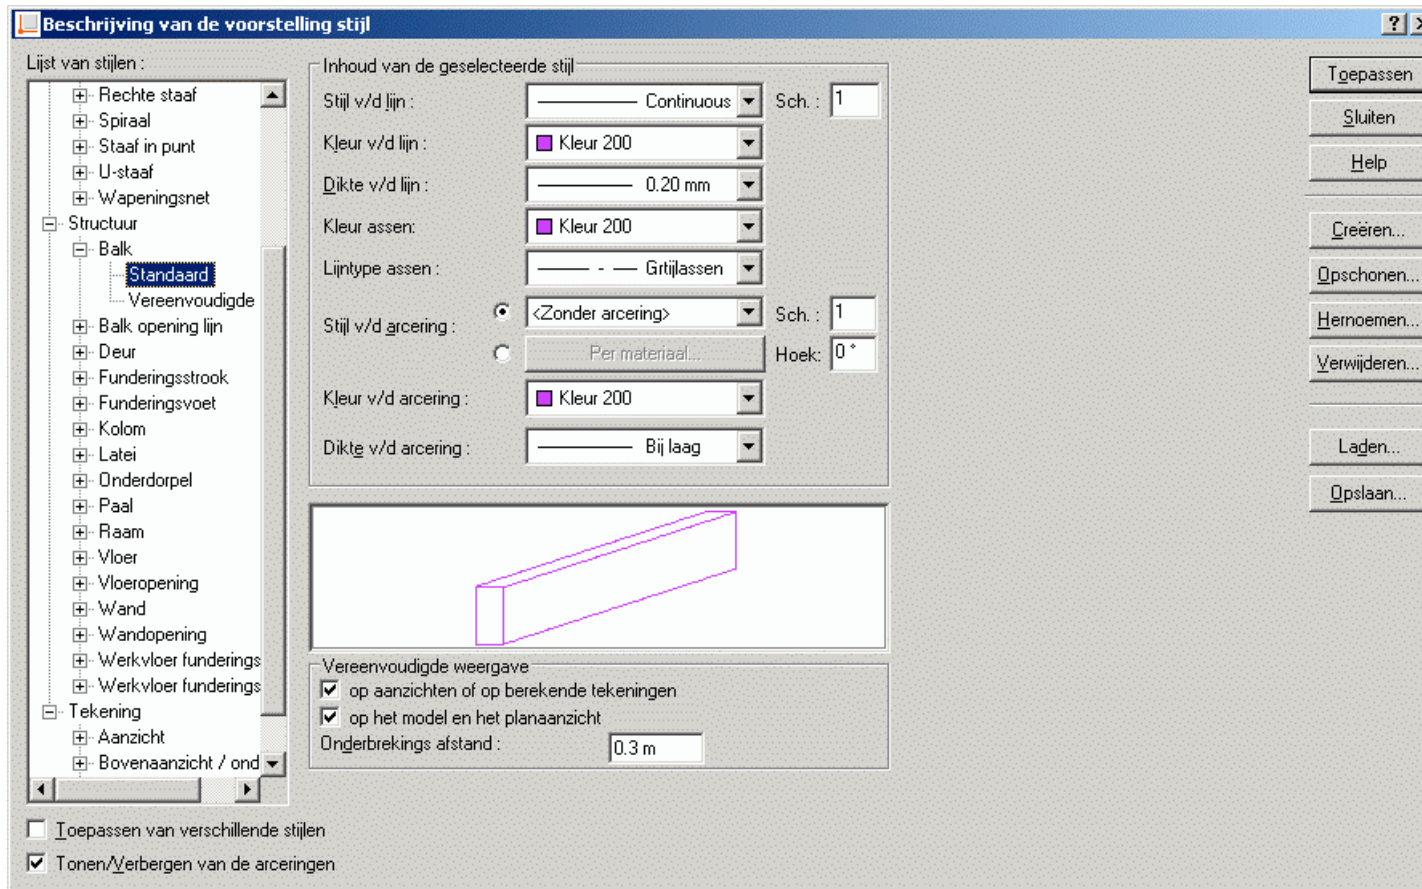 Beschrijving van de voorstelling stijl
Lijst van stijlen :
Rechte staaf
Spiraal
Staaf in punt
U-staaf
Wapeningsnet
Structuur
Balk
Standaard
Vereenvoudigde
Balk opening lijn
Deur
Funderingsstrook
Funderingsvoet
Kolom
Latei
Onderdorpel
Paal
Raam
Vloer
Vloeropening
Wand
Wandopening
Werkvloer funderings
Werkvloer funderings
Tekening
Aanzicht
Bovenaanzicht / ond
Toepassen van verschillende stijlen
Tonen/Verbergen van de arceringen
Inhoud van de geselecteerde stijl
Stijl v/d lijn : Continuous Sch. : 1
Kleur v/d lijn : Kleur 200
Dikte v/d lijn : 0.20 mm
Kleur assen: Kleur 200
Lijntype assen : Grtijlassen
Stijl v/d arcering : <Zonder arcering> Sch. : 1
Per materiaal... Hoek: 0 °
Kleur v/d arcering : Kleur 200
Dikte v/d arcering : Bij laag
Vereenvoudigde weergave
op aanzichten of op berekende tekeningen
op het model en het planaanzicht
Onderbrekings afstand : 0.3 m
Toepassen
Sluiten
Help
Creëren...
Opschonen...
Hernoemen...
Verwijderen...
Laden...
Opslaan...